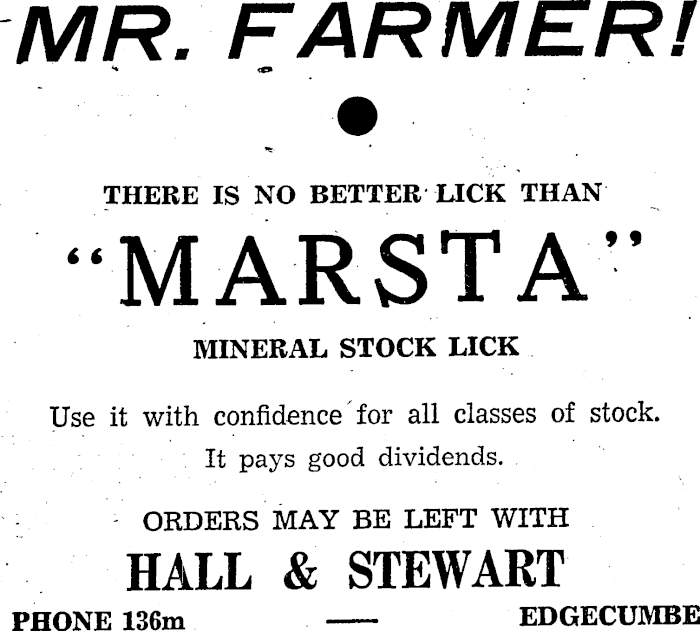 MR. FARMER!
THERE IS NO BETTER LICK THAN
"MARSTA"
MINERAL STOCK LICK
Use it with confidence for all classes of stock.
It pays good dividends.
ORDERS MAY BE LEFT WITH
HALL & STEWART
PHONE 136m — EDGECUMBE